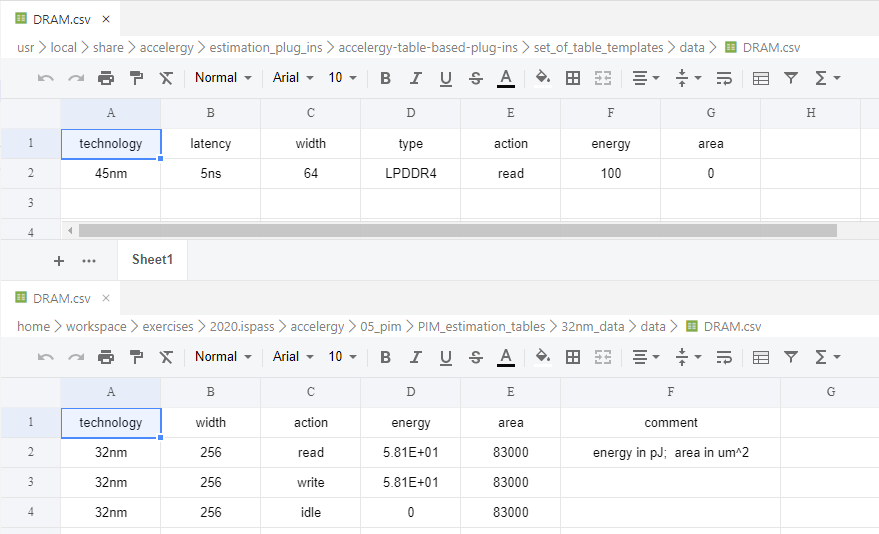 DRAM.csv ×
usr > local > share > accelergy > estimation_plug_ins > accelergy-table-based-plug-ins > set_of_table_templates > data > DRAM.csv
Normal Arial 10 B I U S A Σ
A B C D E F G H
1 technology latency width type action energy area
2 45nm 5ns 64 LPDDR4 read 100 0
3
4
+ ••• Sheet1
DRAM.csv ×
home > workspace > exercises > 2020.ispass > accelergy > 05_pim > PIM_estimation_tables > 32nm_data > data > DRAM.csv
Normal Arial 10 B I U S A Σ
A B C D E F G
1 technology width action energy area comment
2 32nm 256 read 5.81E+01 83000 energy in pJ; area in um^2
3 32nm 256 write 5.81E+01 83000
4 32nm 256 idle 0 83000